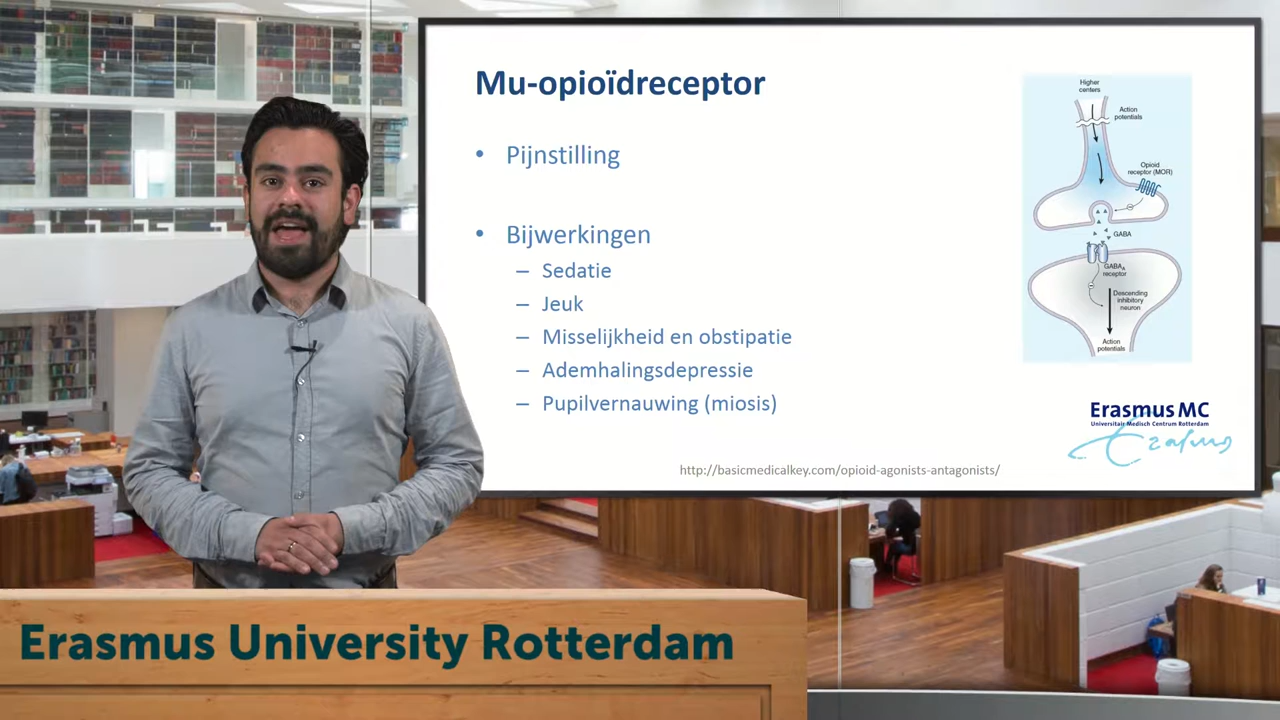 Mu-opioïdreceptor
• Pijnstilling
• Bijwerkingen
– Sedatie
– Jeuk
– Misselijkheid en obstipatie
– Ademhalingsdepressie
– Pupilvernauwing (miosis)
Higher
centers
Action
potentials
Opioid
receptor (MOR)
GABA
GABAA
receptor
Descending
inhibitory
neuron
Action
potentials
Erasmus MC
Universitair Medisch Centrum Rotterdam
Erasmus
http://basicmedicalkey.com/opioid-agonists-antagonists/
Erasmus University Rotterdam